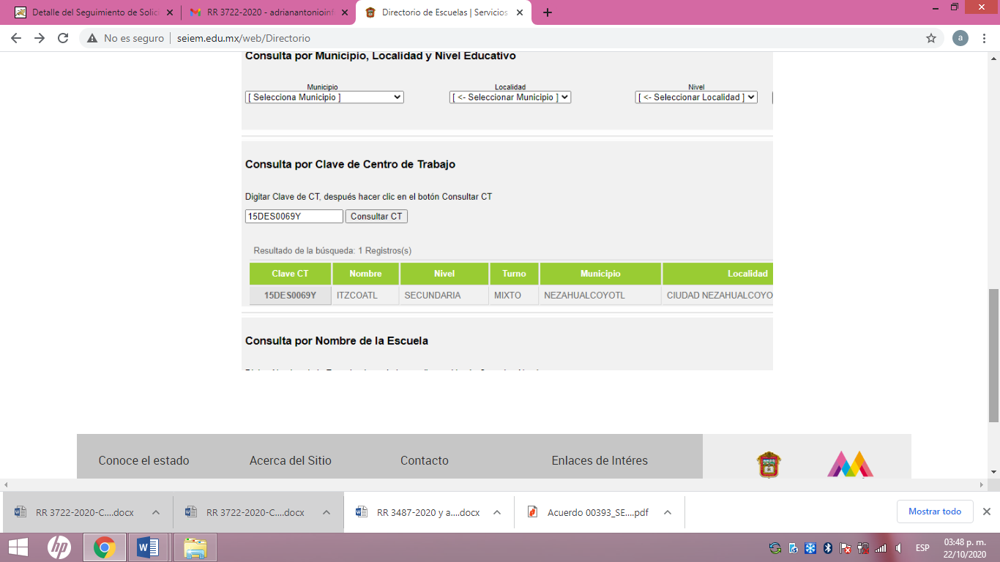 Detalle del Seguimiento de Solici
RR 3722-2020 - adrianantonioinf
Directorio de Escuelas | Servicios
No es seguro
seiem.edu.mx/web/Directorio
a
Consulta por Municipio, Localidad y Nivel Educativo
Municipio
Localidad
Nivel
[ Selecciona Municipio ]
[ <- Seleccionar Municipio ]
[ <- Seleccionar Localidad ]
Consulta por Clave de Centro de Trabajo
Digitar Clave de CT, después hacer clic en el botón Consultar CT
15DES0069Y
Consultar CT
Resultado de la búsqueda: 1 Registros(s)
Clave CT Nombre Nivel Turno Municipio Localidad
15DES0069Y ITZCOATL SECUNDARIA MIXTO NEZAHUALCOYOTL CIUDAD NEZAHUALCOYO
Consulta por Nombre de la Escuela
Conoce el estado
Acerca del Sitio
Contacto
Enlaces de Intéres
RR 3722-2020-C....docx
RR 3722-2020-C....docx
RR 3487-2020 y a....docx
Acuerdo 00393_SE....pdf
Mostrar todo
hp
ESP
03:48 p. m.
22/10/2020